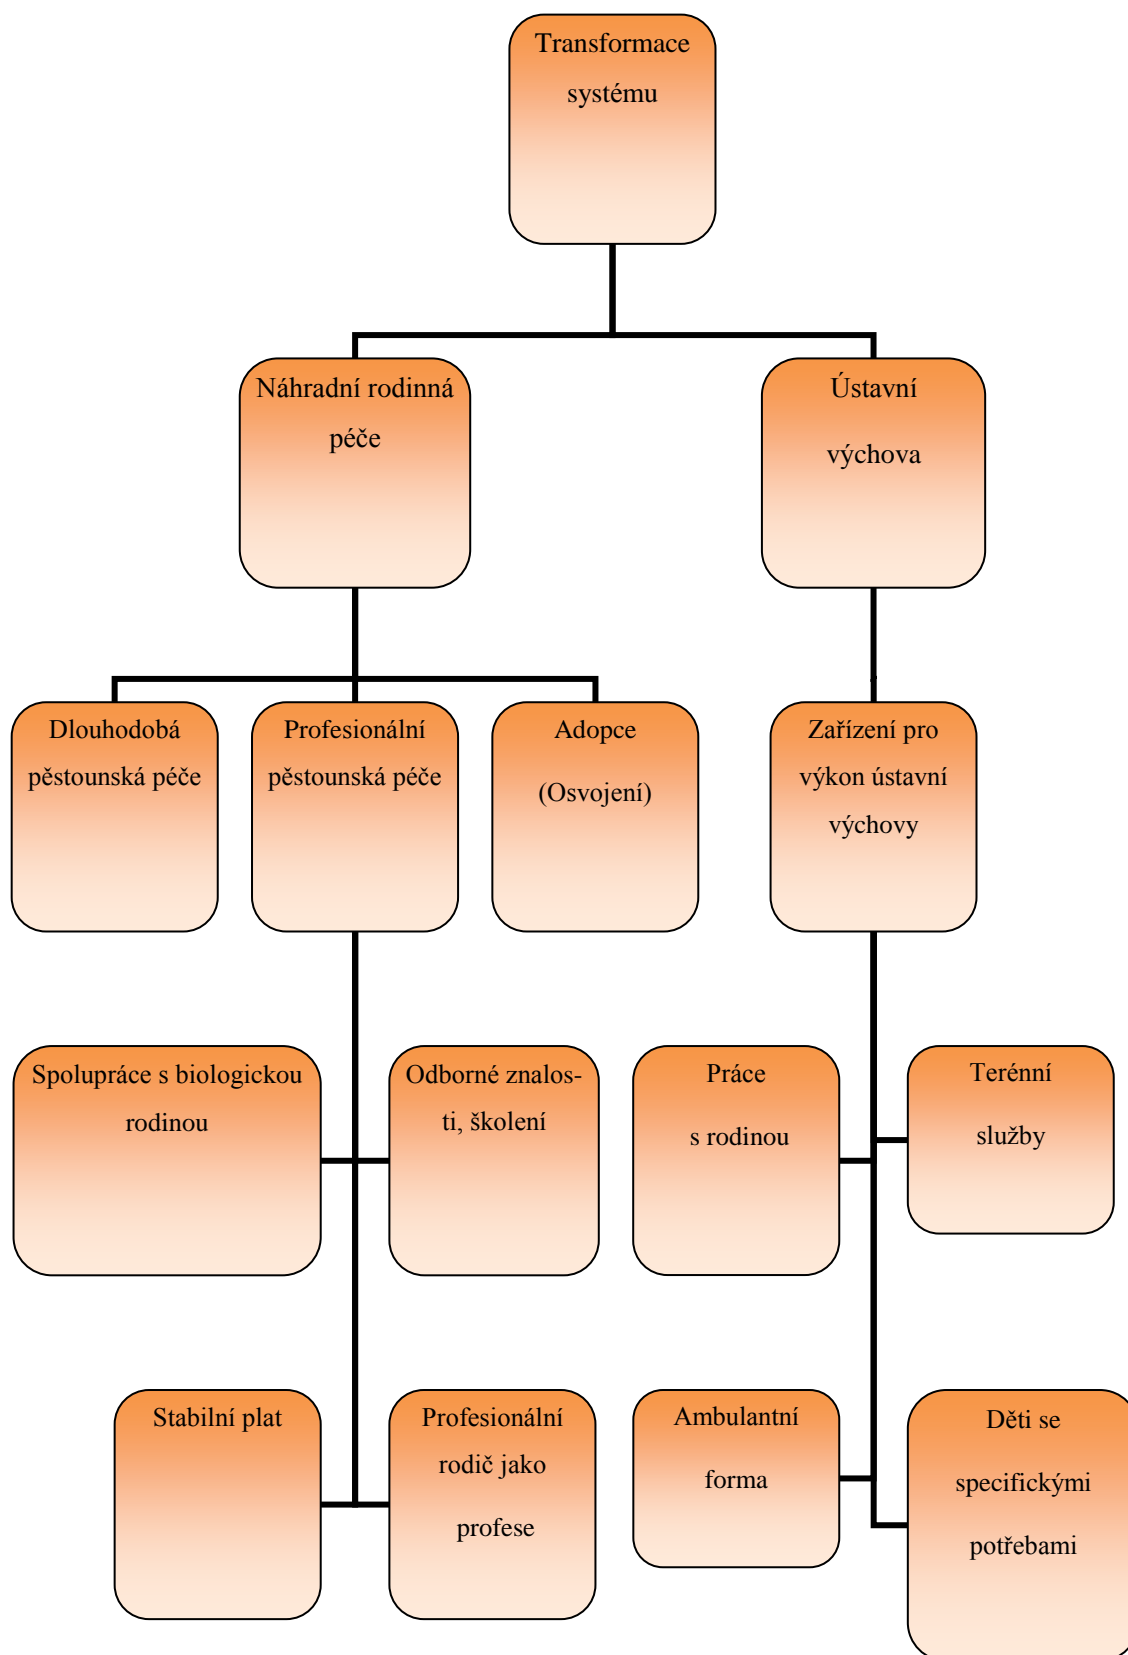 Transformace
systému
Náhradní rodinná
péče
Ústavní
výchova
Dlouhodobá
pěstounská péče
Profesionální
pěstounská péče
Adopce
(Osvojení)
Zařízení pro
výkon ústavní
výchovy
Spolupráce s biologickou
rodinou
Odborné znalos-
ti, školení
Práce
s rodinou
Terénní
služby
Stabilní plat
Profesionální
rodič jako
profese
Ambulantní
forma
Děti se
specifickými
potřebami